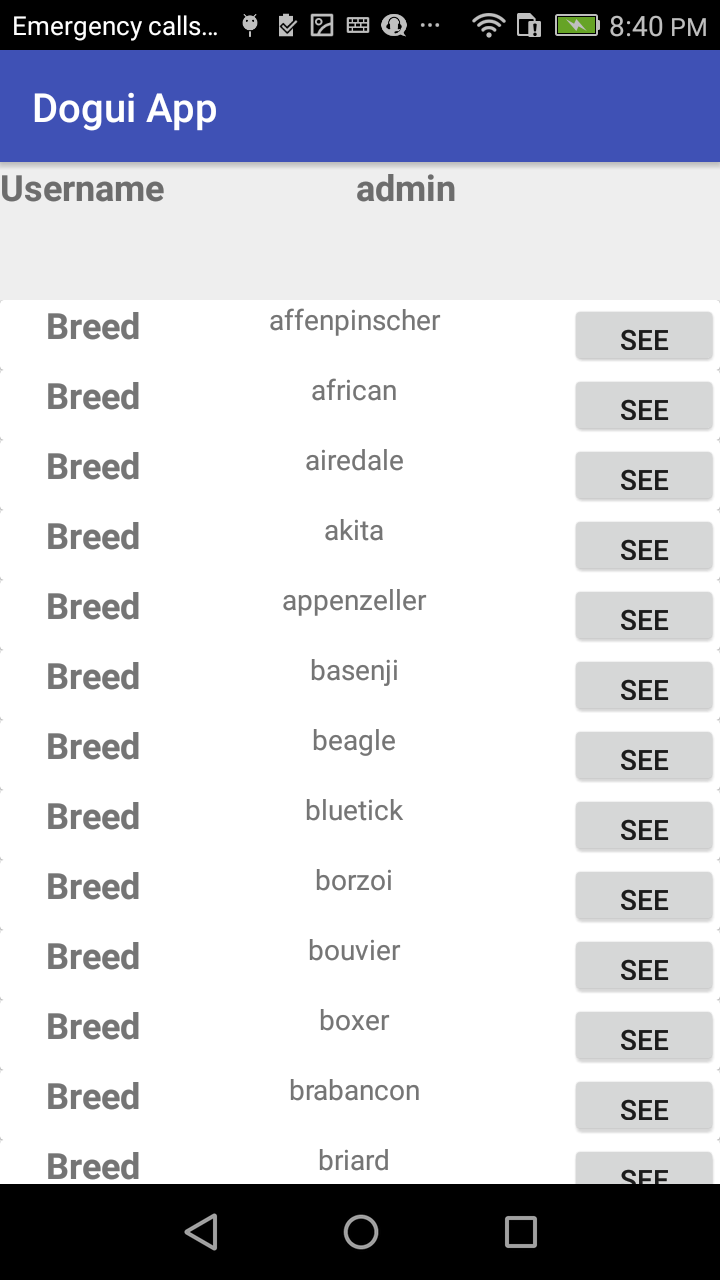 Emergency calls… 8:40 PM
Dogui App
Username admin
Breed affenpinscher SEE
Breed african SEE
Breed airedale SEE
Breed akita SEE
Breed appenzeller SEE
Breed basenji SEE
Breed beagle SEE
Breed bluetick SEE
Breed borzoi SEE
Breed bouvier SEE
Breed boxer SEE
Breed brabancon SEE
Breed briard SEE